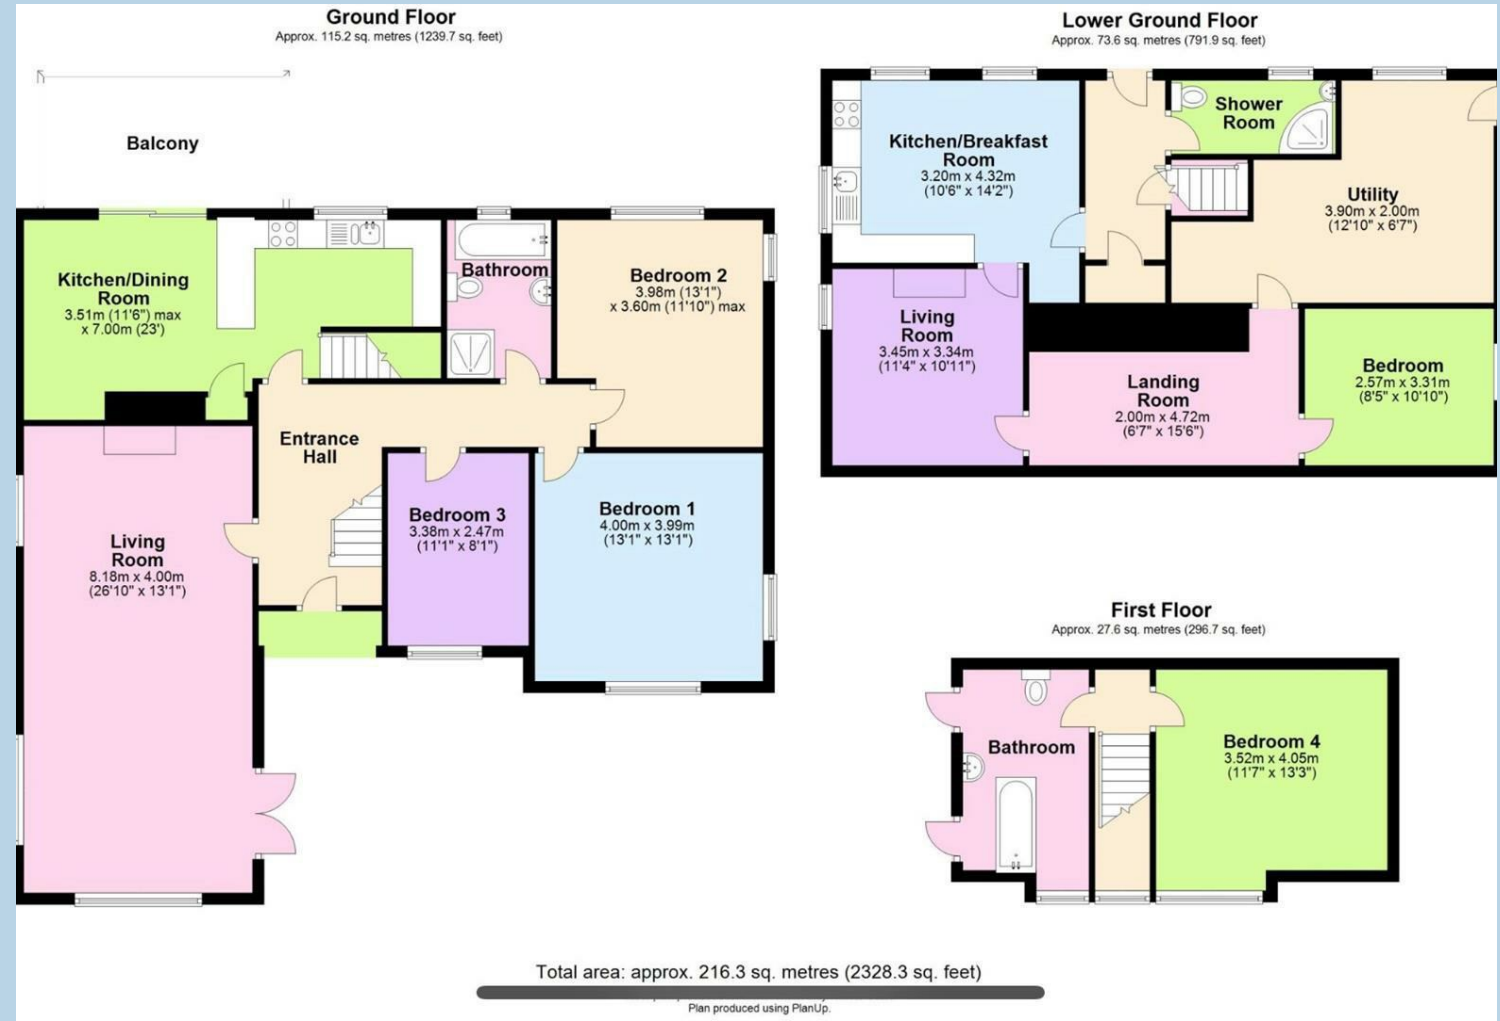 Ground Floor
Approx. 115.2 sq. metres (1239.7 sq. feet)
Balcony
Kitchen/Dining
Room
3.51m (11'6") max
x 7.00m (23')
Bathroom
Bedroom 2
3.98m (13'1")
x 3.60m (11'10") max
Entrance
Hall
Living
Room
8.18m x 4.00m
(26'10" x 13'1")
Bedroom 3
3.38m x 2.47m
(11'1" x 8'1")
Bedroom 1
4.00m x 3.99m
(13'1" x 13'1")
Lower Ground Floor
Approx. 73.6 sq. metres (791.9 sq. feet)
Kitchen/Breakfast
Room
3.20m x 4.32m
(10'6" x 14'2")
Shower
Room
Utility
3.90m x 2.00m
(12'10" x 6'7")
Living
Room
3.45m x 3.34m
(11'4" x 10'11")
Landing
Room
2.00m x 4.72m
(6'7" x 15'6")
Bedroom
2.57m x 3.31m
(8'5" x 10'10")
First Floor
Approx. 27.6 sq. metres (296.7 sq. feet)
Bathroom
Bedroom 4
3.52m x 4.05m
(11'7" x 13'3")
Total area: approx. 216.3 sq. metres (2328.3 sq. feet)
Plan produced using PlanUp.